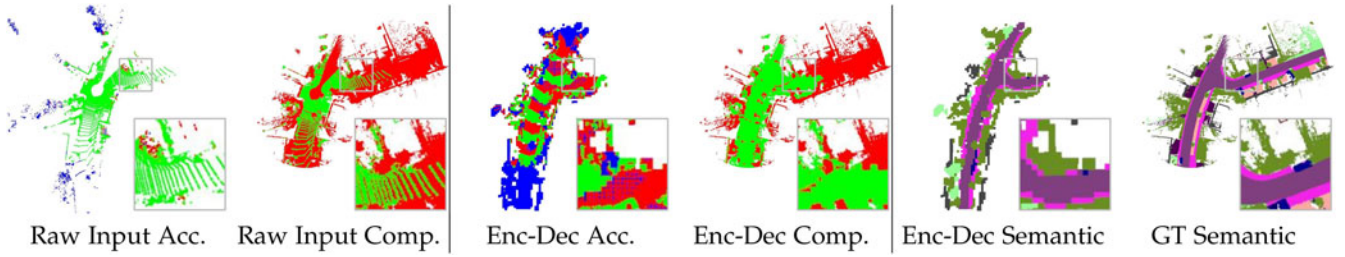 Raw Input Acc.
Raw Input Comp.
Enc-Dec Acc.
Enc-Dec Comp.
Enc-Dec Semantic
GT Semantic